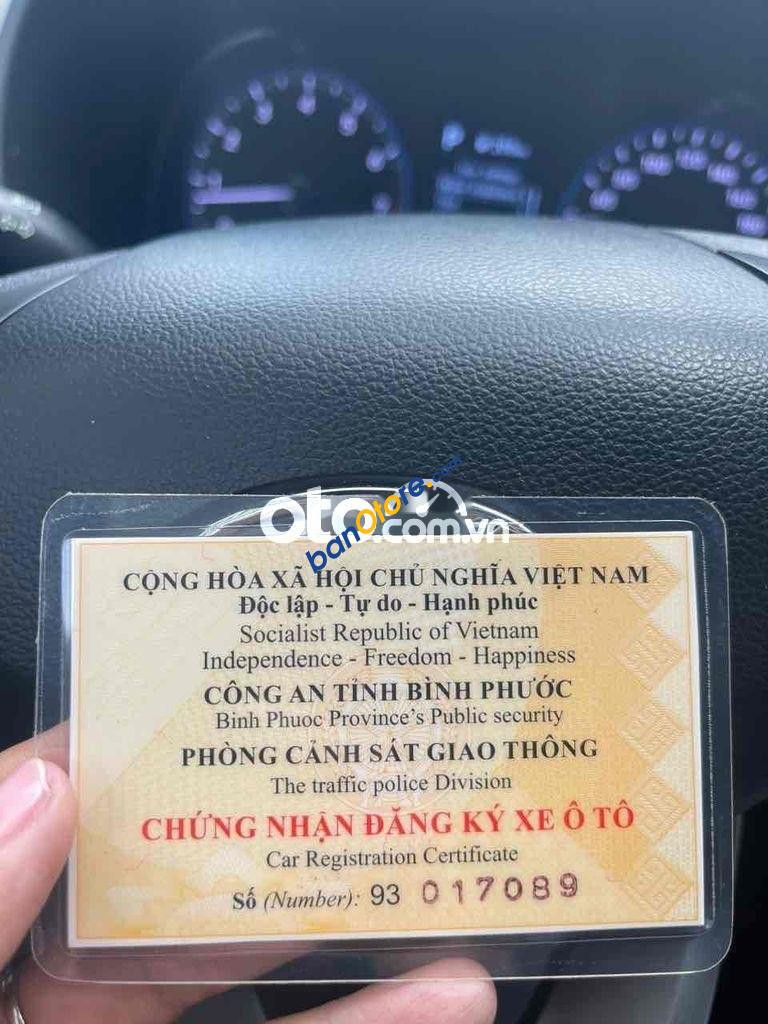 P
oto.com.vn
banotore.com
CỘNG HÒA XÃ HỘI CHỦ NGHĨA VIỆT NAM
Độc lập - Tự do - Hạnh phúc
Socialist Republic of Vietnam
Independence - Freedom - Happiness
CÔNG AN TỈNH BÌNH PHƯỚC
Binh Phuoc Province's Public security
PHÒNG CẢNH SÁT GIAO THÔNG
The traffic police Division
CHỨNG NHẬN ĐĂNG KÝ XE Ô TÔ
Car Registration Certificate
Số (Number): 93 017089